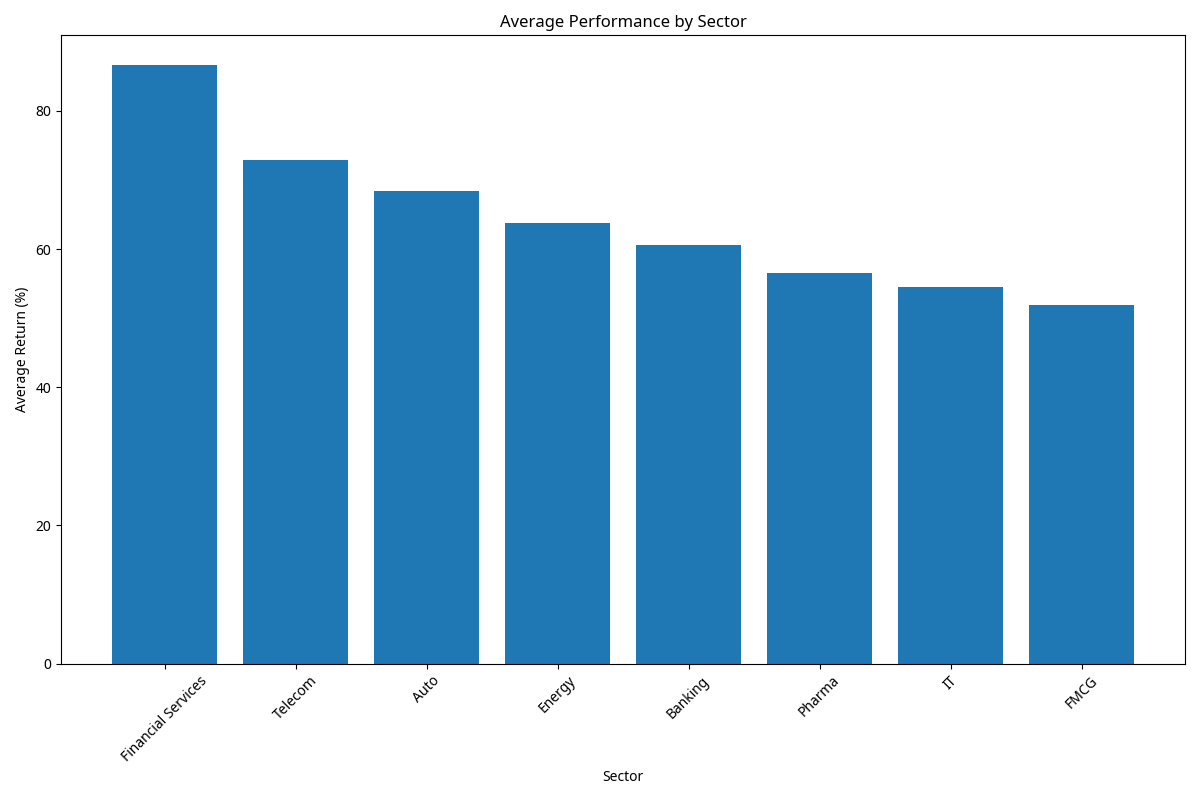 Average Performance by Sector
Average Return (%)
80
60
40
20
0
Financial Services
Telecom
Auto
Energy
Banking
Pharma
IT
FMCG
Sector